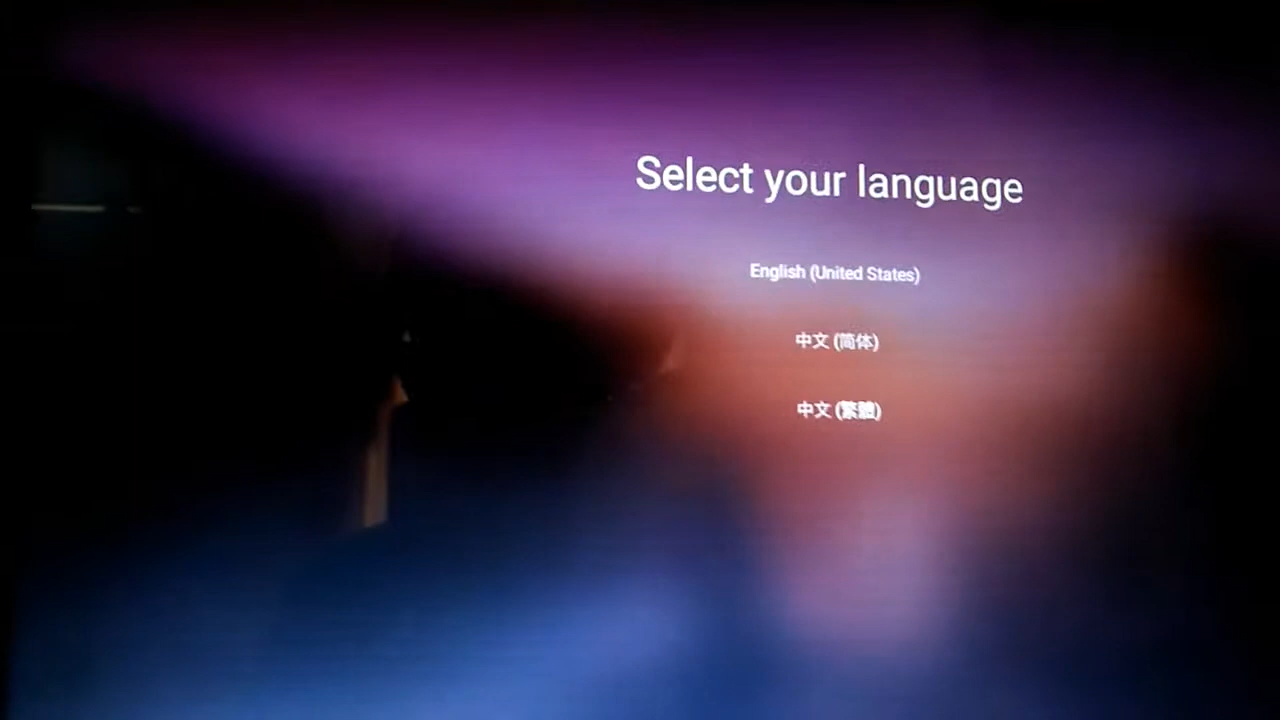 Select your language
English (United States)
中文 (简体)
中文 (繁體)